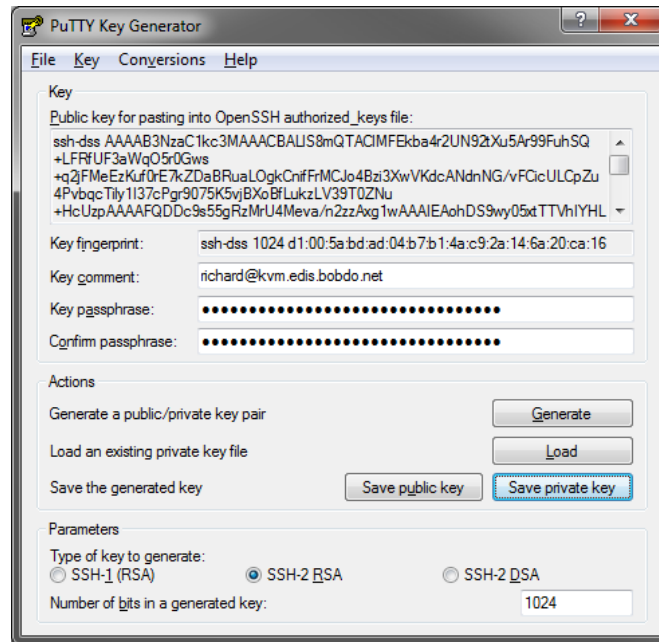 PuTTY Key Generator
File Key Conversions Help
Key
Public key for pasting into OpenSSH authorized_keys file:
ssh-dss AAAAB3NzaC1kc3MAAACBALIS8mQTACIMFEkba4r2UN92tXu5Ar99FuhSQ
+LFRfUF3aWqO5r0Gws
+q2jFMeEzKuf0rE7kZDaBRuaLOgkCnifFrMCJo4Bzi3XwVKdcANdnNG/vFCicULCpZu
4PvbqcTily1I37cPgr9075K5vjBXoBfLukzLV39T0ZNu
+HcUzpAAAAFQDDc9s55gRzMrU4Meva/n2zzAxg1wAAAIEAohDS9wy05xtTTVhIYHL
Key fingerprint: ssh-dss 1024 d1:00:5a:bd:ad:04:b7:b1:4a:c9:2a:14:6a:20:ca:16
Key comment: richard@kvm.edis.bobdo.net
Key passphrase:
Confirm passphrase:
Actions
Generate a public/private key pair Generate
Load an existing private key file Load
Save the generated key Save public key Save private key
Parameters
Type of key to generate:
SSH-1 (RSA) SSH-2 RSA SSH-2 DSA
Number of bits in a generated key: 1024